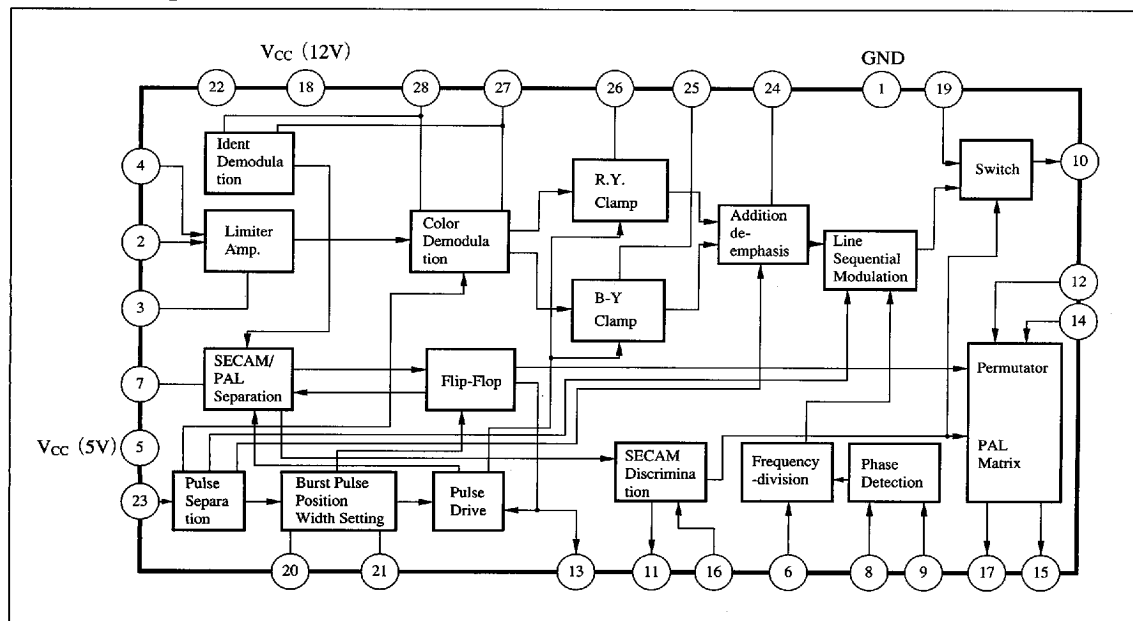 VCC (12V)
GND
22
18
28
27
26
25
24
1
19
Ident
Demodula
tion
4
R.Y.
Clamp
Switch
10
Limiter
Amp.
2
Color
Demodula
tion
Addition
de-
emphasis
Line
Sequential
Modulation
3
B-Y
Clamp
12
14
SECAM/
PAL
Separation
7
Flip-Flop
Permutator
PAL
Matrix
VCC (5V)
5
SECAM
Discrimina
tion
Frequency
-division
Phase
Detection
23
Pulse
Separa
tion
Burst Pulse
Position
Width Setting
Pulse
Drive
20
21
13
11
16
6
8
9
17
15